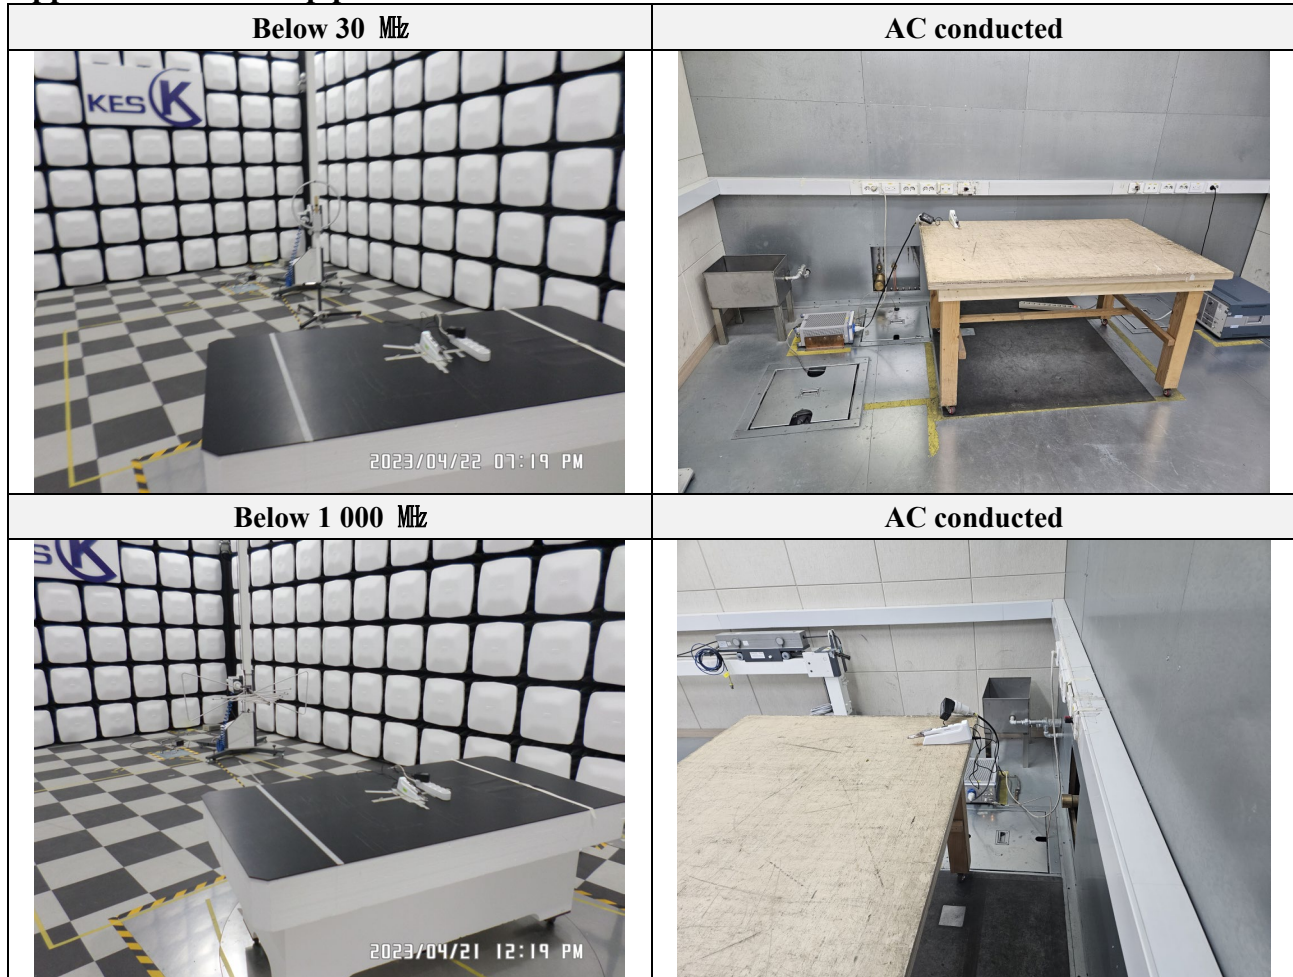 Below 30 ㎒
AC conducted
KES K
2023/04/22 07:19 PM
Below 1 000 ㎒
AC conducted
ES K
2023/04/21 12:19 PM